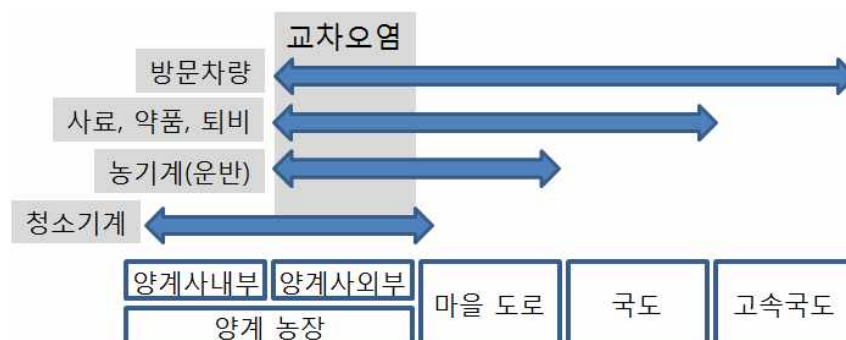 교차오염
방문차량
사료, 약품, 퇴비
농기계(운반)
청소기계
양계사내부 양계사외부 마을 도로 국도 고속국도
양계 농장